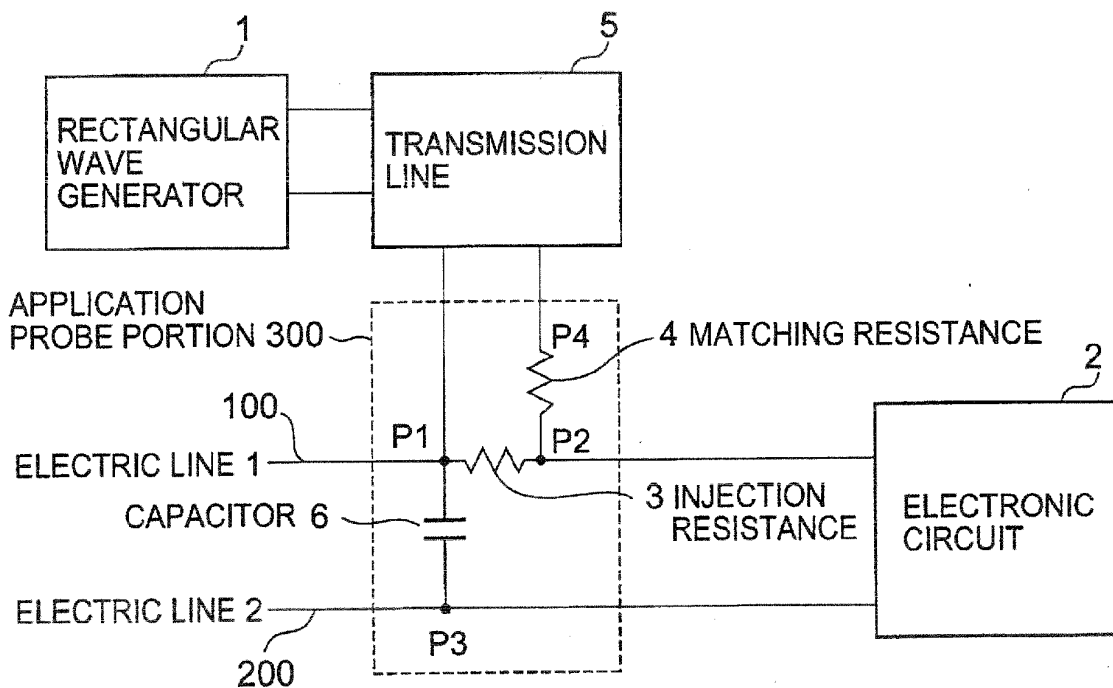 1
5
RECTANGULAR
WAVE
GENERATOR
TRANSMISSION
LINE
APPLICATION
PROBE PORTION 300
P4
4 MATCHING RESISTANCE
2
100
P1
P2
ELECTRIC LINE 1
3 INJECTION
RESISTANCE
CAPACITOR 6
ELECTRONIC
CIRCUIT
ELECTRIC LINE 2
P3
200